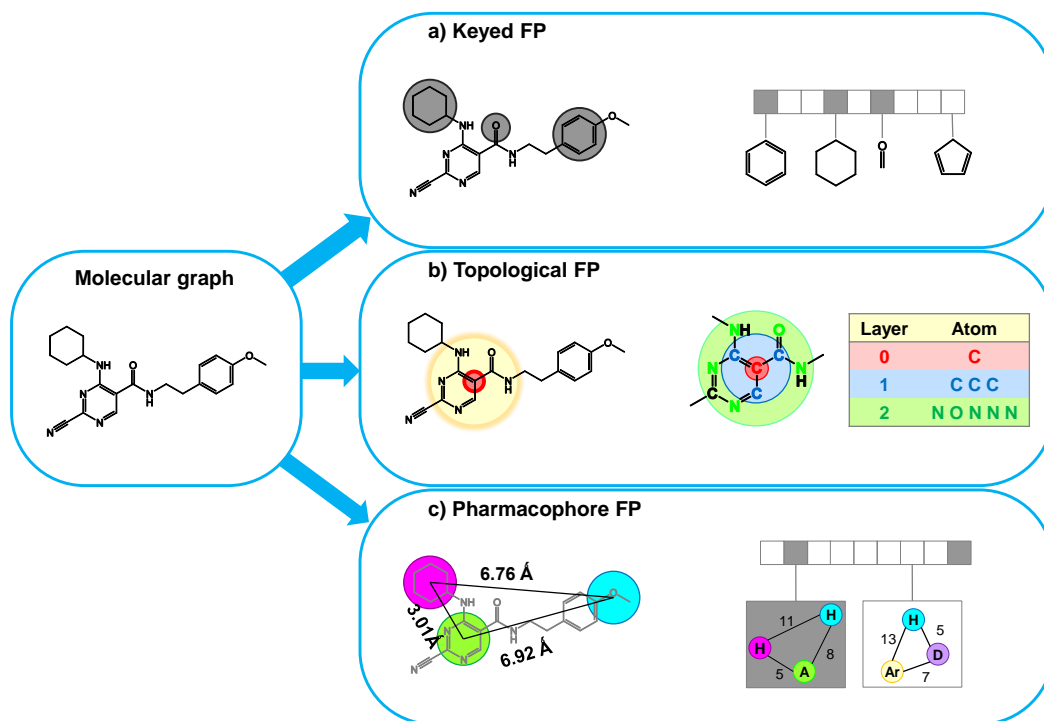 a) Keyed FP
NH
O
O
N
N
H
N
N
O
Molecular graph
NH
O
O
N
N
H
N
N
b) Topological FP
NH
O
O
N
N
H
N
N
NH
O
C
C
N
C
C
N
H
C
N
Layer Atom
0 C
1 C C C
2 N O N N N
c) Pharmacophore FP
6.76 Å
3.01Å
6.92 Å
NH
O
O
N
N
H
N
N
11
H
H
8
5
A
H
13
5
D
Ar
7